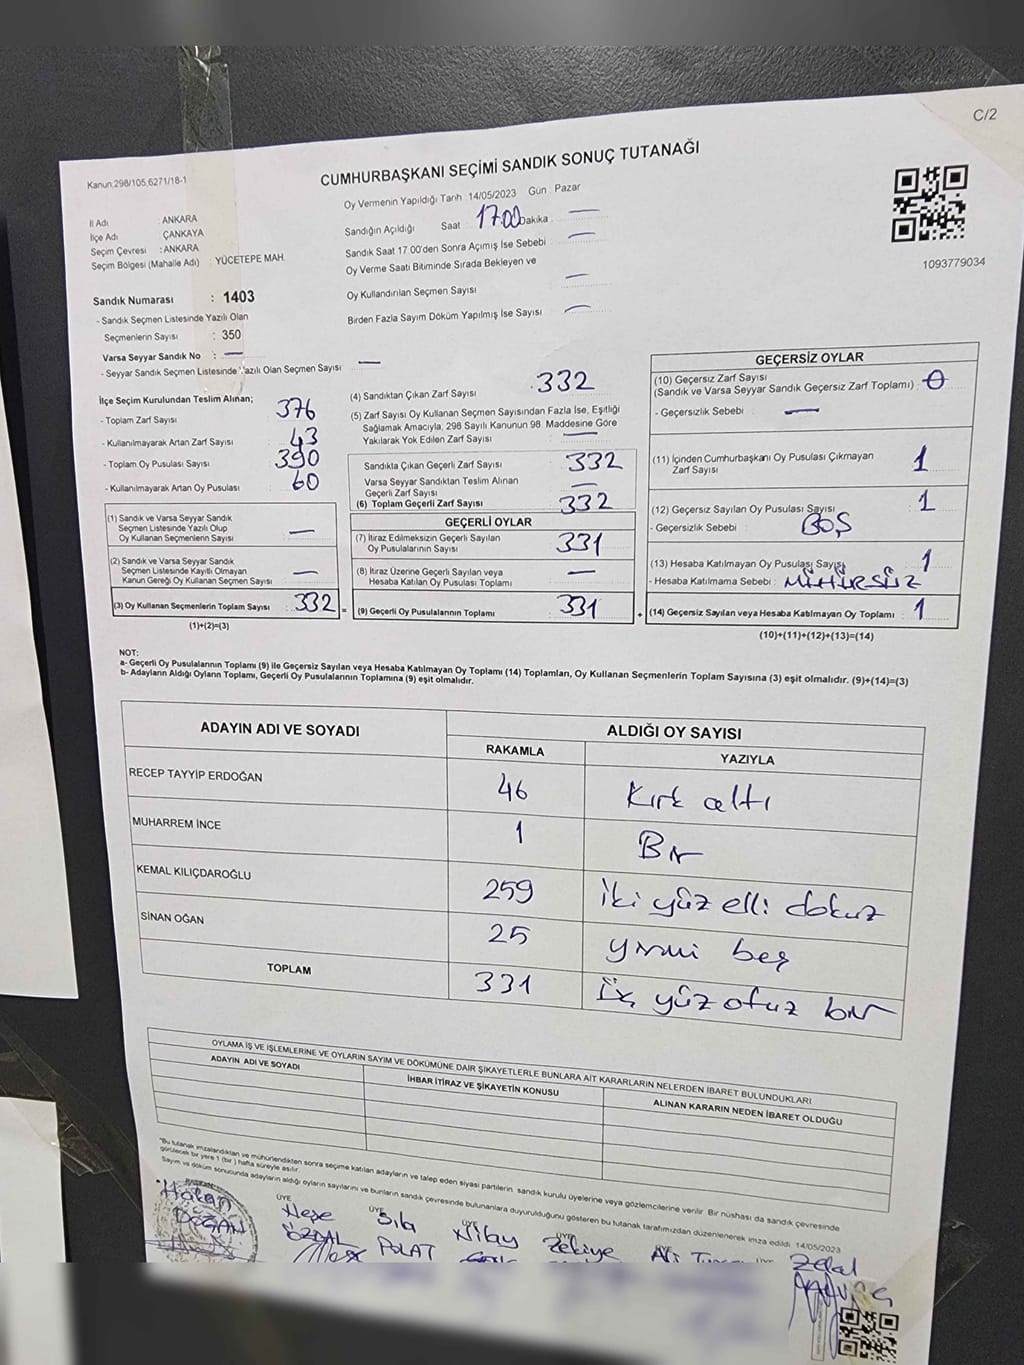 C/2
Kanun:298/105,6271/18-1
CUMHURBAŞKANI SEÇİMİ SANDIK SONUÇ TUTANAĞI
İl Adı : ANKARA
İlçe Adı : ÇANKAYA
Seçim Çevresi : ANKARA
Seçim Bölgesi (Mahalle Adı) : YÜCETEPE MAH.
Oy Vermenin Yapıldığı Tarih :14/05/2023 Gün : Pazar
Sandığın Açıldığı Saat 17.00 Dakika —
Sandık Saat 17.00'den Sonra Açımış İse Sebebi —
Oy Verme Saati Bitiminde Sırada Bekleyen ve
Oy Kullandırılan Seçmen Sayısı —
Birden Fazla Sayım Döküm Yapılmış İse Sayısı —
1093779034
Sandık Numarası : 1403
- Sandık Seçmen Listesinde Yazılı Olan
Seçmenlerin Sayısı : 350
Varsa Seyyar Sandık No : —
- Seyyar Sandık Seçmen Listesinde Yazılı Olan Seçmen Sayısı —
İlçe Seçim Kurulundan Teslim Alınan;
- Toplam Zarf Sayısı 376
- Kullanılmayarak Artan Zarf Sayısı 43
- Toplam Oy Pusulası Sayısı 390
- Kullanılmayarak Artan Oy Pusulası 60
(1) Sandık ve Varsa Seyyar Sandık
Seçmen Listesinde Yazılı Olup
Oy Kullanan Seçmenlerin Sayısı —
(2) Sandık ve Varsa Seyyar Sandık
Seçmen Listesinde Kayıtlı Olmayan
Kanun Gereği Oy Kullanan Seçmen Sayısı —
(3) Oy Kullanan Seçmenlerin Toplam Sayısı : 332 =
(1)+(2)=(3)
(4) Sandıktan Çıkan Zarf Sayısı 332
(5) Zarf Sayısı Oy Kullanan Seçmen Sayısından Fazla İse, Eşitliği
Sağlamak Amacıyla, 298 Sayılı Kanunun 98. Maddesine Göre
Yakılarak Yok Edilen Zarf Sayısı —
Sandıkta Çıkan Geçerli Zarf Sayısı 332
Varsa Seyyar Sandıktan Teslim Alınan
Geçerli Zarf Sayısı —
(6) Toplam Geçerli Zarf Sayısı 332
GEÇERLİ OYLAR
(7) İtiraz Edilmeksizin Geçerli Sayılan
Oy Pusulalarının Sayısı 331
(8) İtiraz Üzerine Geçerli Sayılan veya
Hesaba Katılan Oy Pusulası Toplamı —
(9) Geçerli Oy Pusulalarının Toplamı 331 +
GEÇERSİZ OYLAR
(10) Geçersiz Zarf Sayısı
(Sandık ve Varsa Seyyar Sandık Geçersiz Zarf Toplamı) : 0
- Geçersizlik Sebebi : —
(11) İçinden Cumhurbaşkanı Oy Pusulası Çıkmayan
Zarf Sayısı 1
(12) Geçersiz Sayılan Oy Pusulası Sayısı 1
- Geçersizlik Sebebi : BOŞ
(13) Hesaba Katılmayan Oy Pusulası Sayısı 1
- Hesaba Katılmama Sebebi : MÜHÜRSÜZ
(14) Geçersiz Sayılan veya Hesaba Katılmayan Oy Toplamı : 1
(10)+(11)+(12)+(13)=(14)
NOT:
a- Geçerli Oy Pusulalarının Toplamı (9) ile Geçersiz Sayılan veya Hesaba Katılmayan Oy Toplamı (14) Toplamları, Oy Kullanan Seçmenlerin Toplam Sayısına (3) eşit olmalıdır. (9)+(14)=(3)
b- Adayların Aldığı Oyların Toplamı, Geçerli Oy Pusulalarının Toplamına (9) eşit olmalıdır.
ADAYIN ADI VE SOYADI ALDIĞI OY SAYISI
RAKAMLA YAZIYLA
RECEP TAYYİP ERDOĞAN 46 Kırk altı
MUHARREM İNCE 1 Bir
KEMAL KILIÇDAROĞLU 259 iki yüz elli dokuz
SİNAN OĞAN 25 yirmi beş
TOPLAM 331 Üç yüz otuz bir
OYLAMA İŞ VE İŞLEMLERİNE VE OYLARIN SAYIM VE DÖKÜMÜNE DAİR ŞİKAYETLERLE BUNLARA AİT KARARLARIN NELERDEN İBARET BULUNDUKLARI
ADAYIN ADI VE SOYADI İHBAR İTİRAZ VE ŞİKAYETİN KONUSU ALINAN KARARIN NEDEN İBARET OLDUĞU
*Bu tutanak imzalandıktan ve mühürlendikten sonra seçime katılan adayların ve talep eden siyasi partilerin sandık kurulu üyelerine veya gözlemcilerine verilir. Bir nüshası da sandık çevresinde
görülecek bir yere 1 (bir) hafta süreyle asılır.
Sayım ve döküm sonucunda adayların aldığı oyların sayılarını ve bunların sandık çevresinde bulunanlara duyurulduğunu gösteren bu tutanak tarafımızdan düzenlenerek imza edildi. 14/05/2023
ÜYE ÜYE ÜYE ÜYE
Hakan Neşe Sıla Nilay Zekiye Ali Zelal
DOĞAN ÖZDAL POLAT